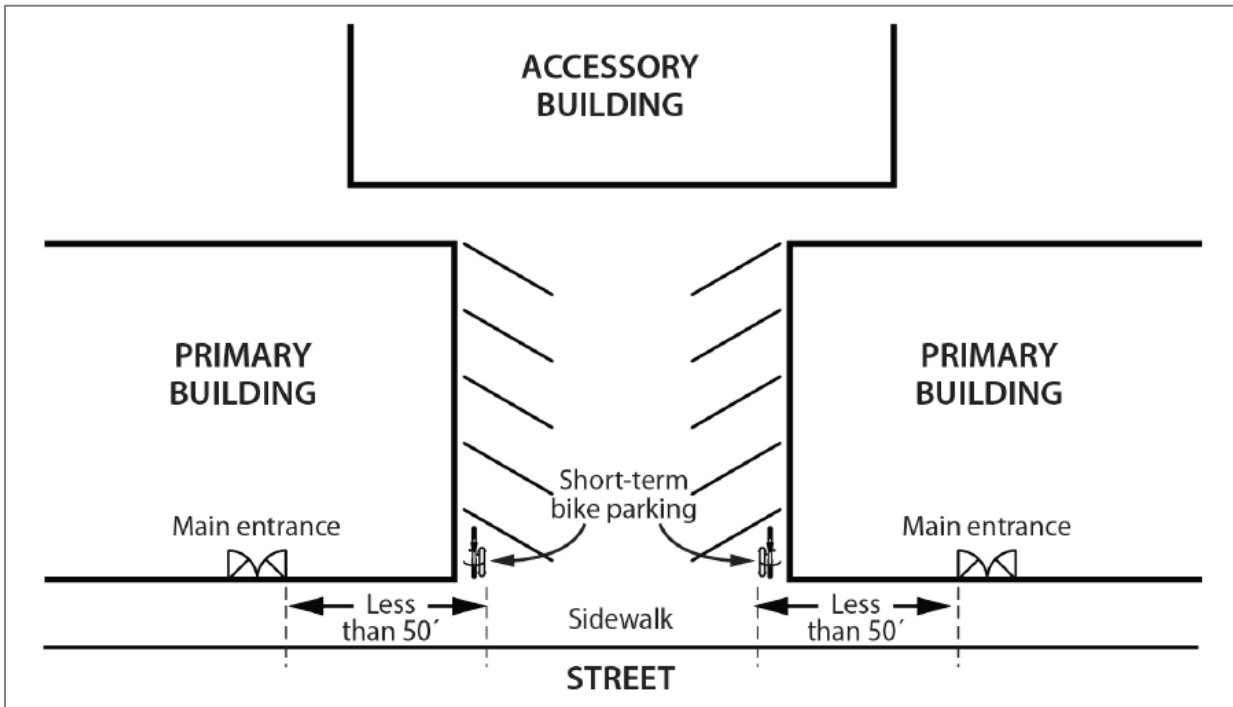 ACCESSORY
BUILDING
PRIMARY
BUILDING
PRIMARY
BUILDING
Short-term
bike parking
Main entrance
Main entrance
Less
than 50´
Sidewalk
Less
than 50´
STREET